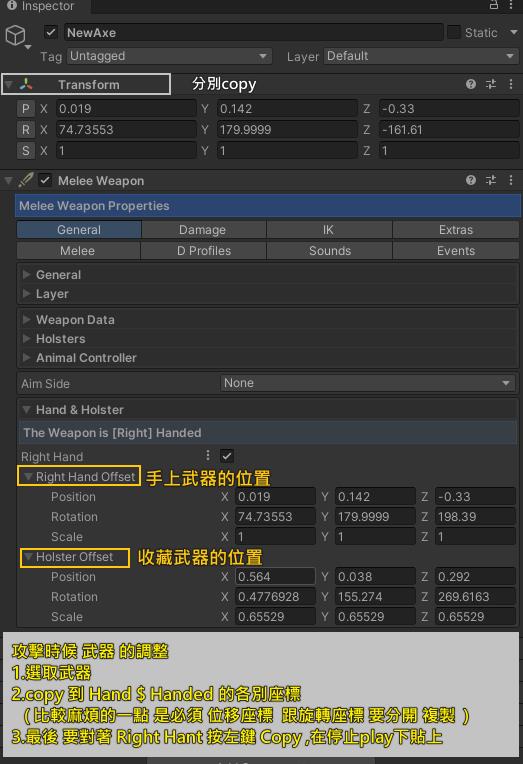 Inspector
NewAxe Static
Tag Untagged Layer Default
Transform 分別copy
P X 0.019 Y 0.142 Z -0.33
R X 74.73553 Y 179.9999 Z -161.61
S X 1 Y 1 Z 1
Melee Weapon
Melee Weapon Properties
General Damage IK Extras
Melee D Profiles Sounds Events
General
Layer
Weapon Data
Holsters
Animal Controller
Aim Side None
Hand & Holster
The Weapon is [Right] Handed
Right Hand
Right Hand Offset 手上武器的位置
Position X 0.019 Y 0.142 Z -0.33
Rotation X 74.73553 Y 179.9999 Z 198.39
Scale X 1 Y 1 Z 1
Holster Offset 收藏武器的位置
Position X 0.564 Y 0.038 Z 0.292
Rotation X 0.4776928 Y 155.274 Z 269.6163
Scale X 0.65529 Y 0.65529 Z 0.65529
攻擊時候 武器 的調整
1.選取武器
2.copy 到 Hand $ Handed 的各別座標
（比較麻煩的一點 是必須 位移座標 跟旋轉座標 要分開 複製 ）
3.最後 要對著 Right Hant 按左鍵 Copy ,在停止play下貼上